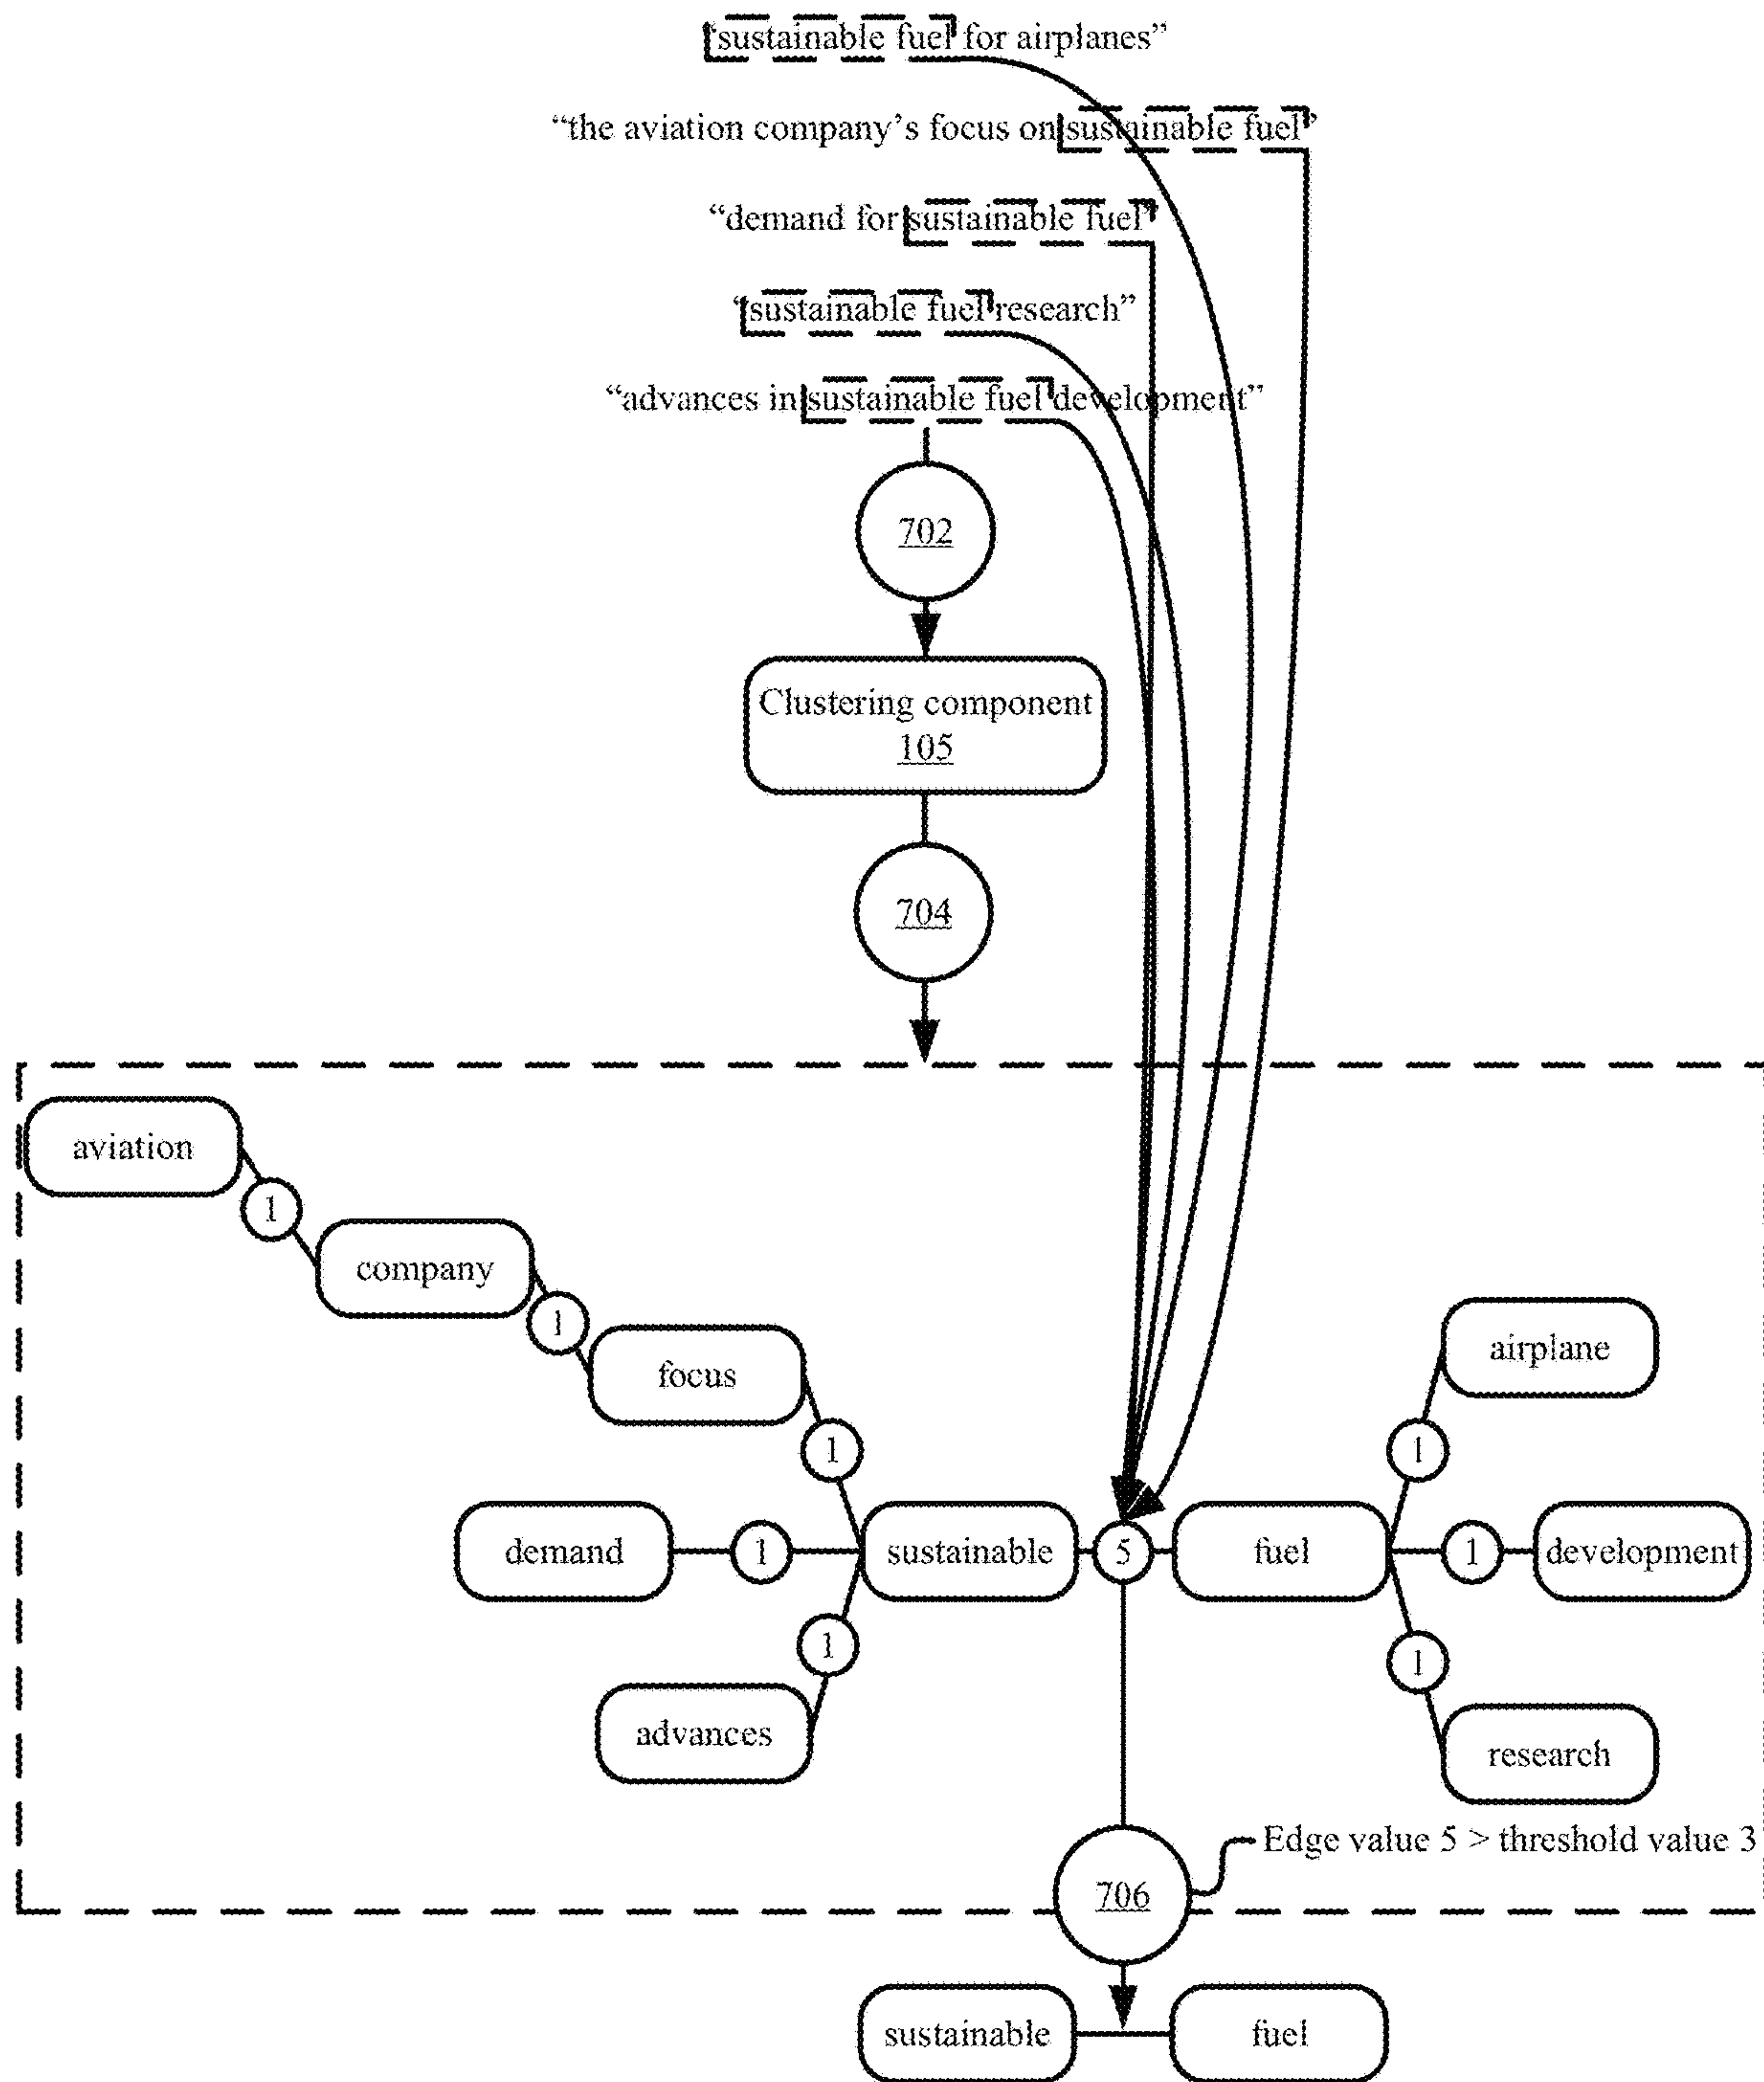 “sustainable fuel for airplanes”
“the aviation company’s focus on sustainable fuel”
“demand for sustainable fuel”
“sustainable fuel research”
“advances in sustainable fuel development”
702
Clustering component
105
704
aviation
1
company
1
focus
airplane
1
1
demand
1
sustainable
5
fuel
1
development
1
1
advances
research
Edge value 5 > threshold value 3
706
sustainable
fuel